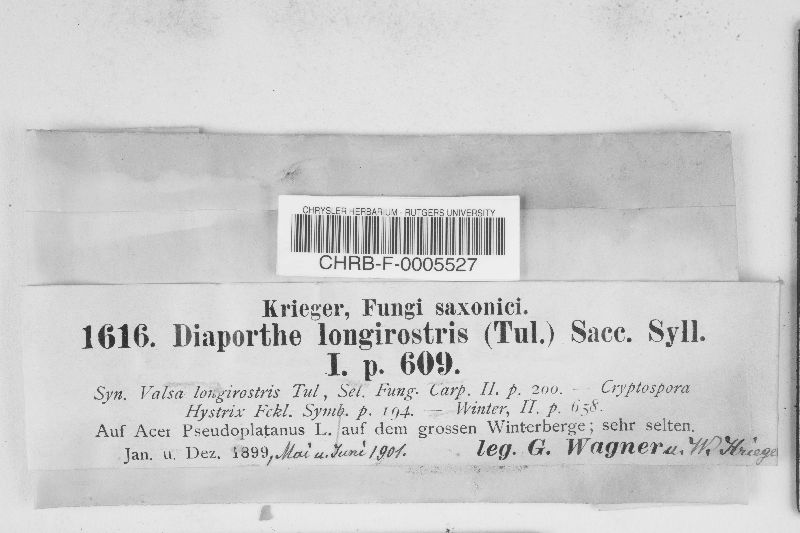 CHRYSLER HERBARIUM - RUTGERS UNIVERSITY
CHRB-F-0005527
Krieger, Fungi saxonici.
1616. Diaporthe longirostris (Tul.) Sacc. Syll.
I. p. 609.
Syn. Valsa longirostris Tul, Sel. Fung. Carp. II. p. 200. — Cryptospora
Hystrix Fckl. Symb. p. 194. — Winter, II. p. 658.
Auf Acer Pseudoplatanus L. auf dem grossen Winterberge; sehr selten.
Jan. u. Dez. 1899, Mai u. Juni 1901. leg. G. Wagner u. W. Kriege